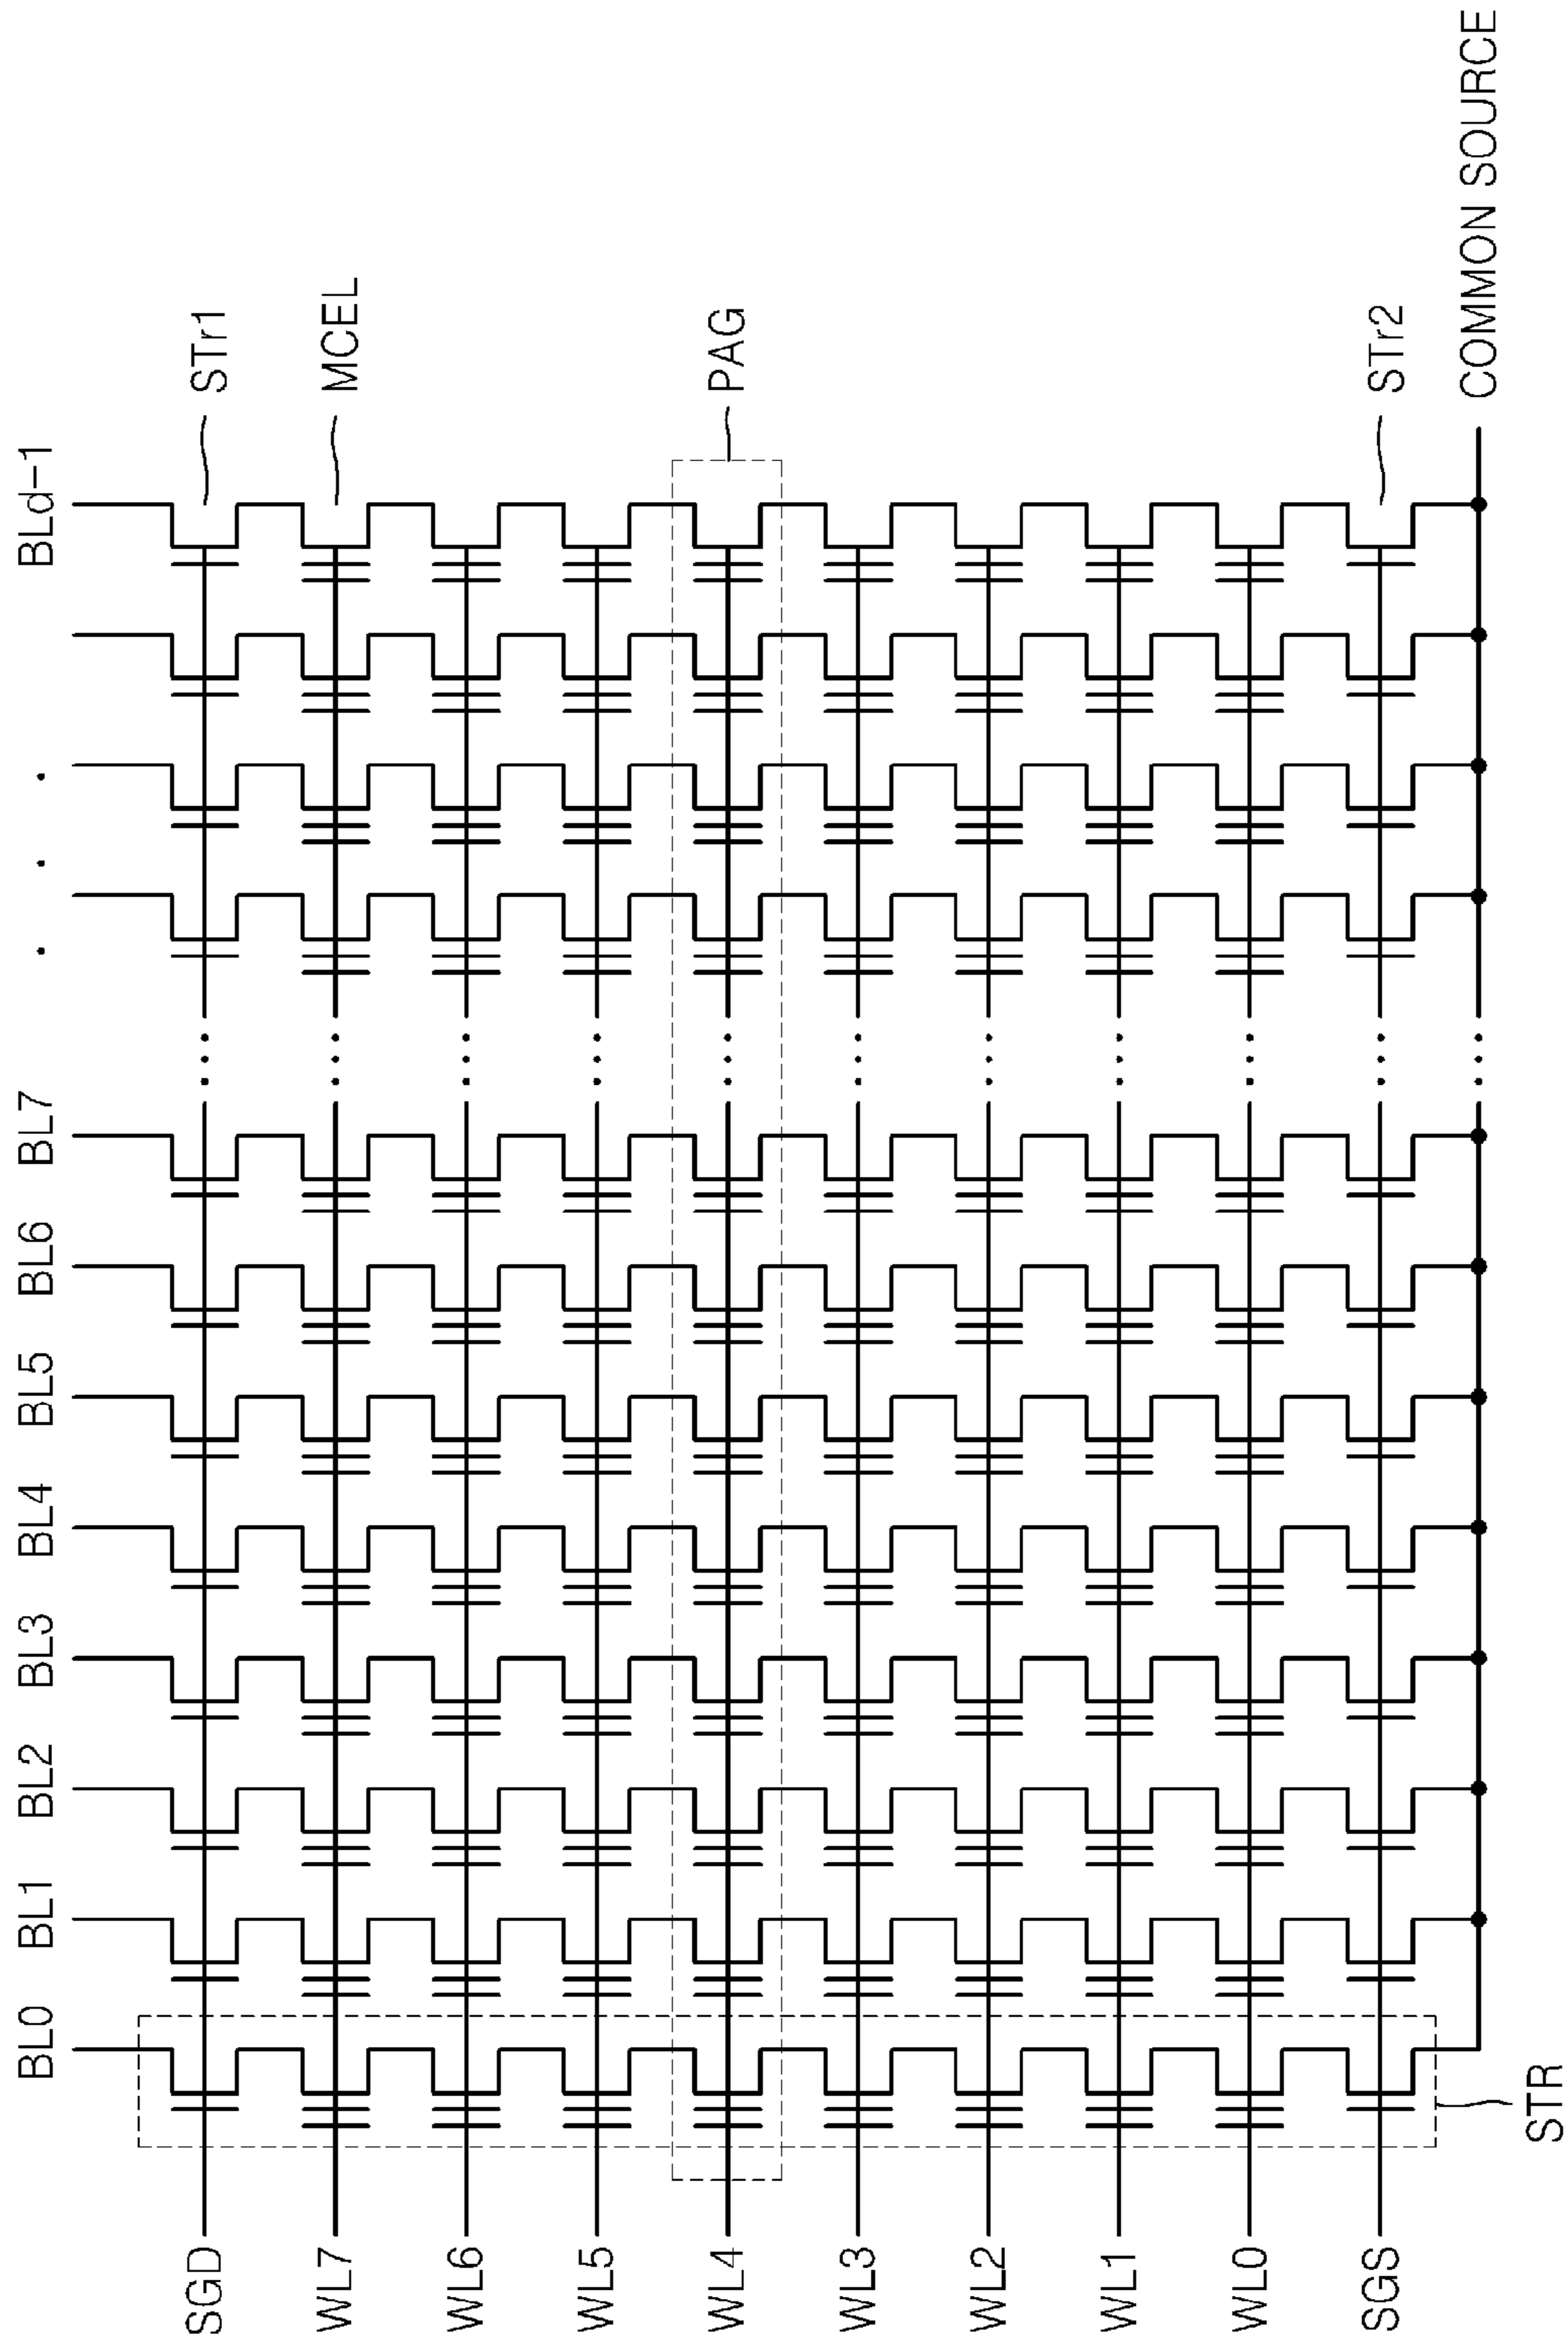 BL0 BL1 BL2 BL3 BL4 BL5 BL6 BL7 . . . BLd-1
SGD
STr1
WL7
MCEL
WL6
WL5
WL4
PAG
WL3
WL2
WL1
WL0
SGS
STr2
COMMON SOURCE
STR